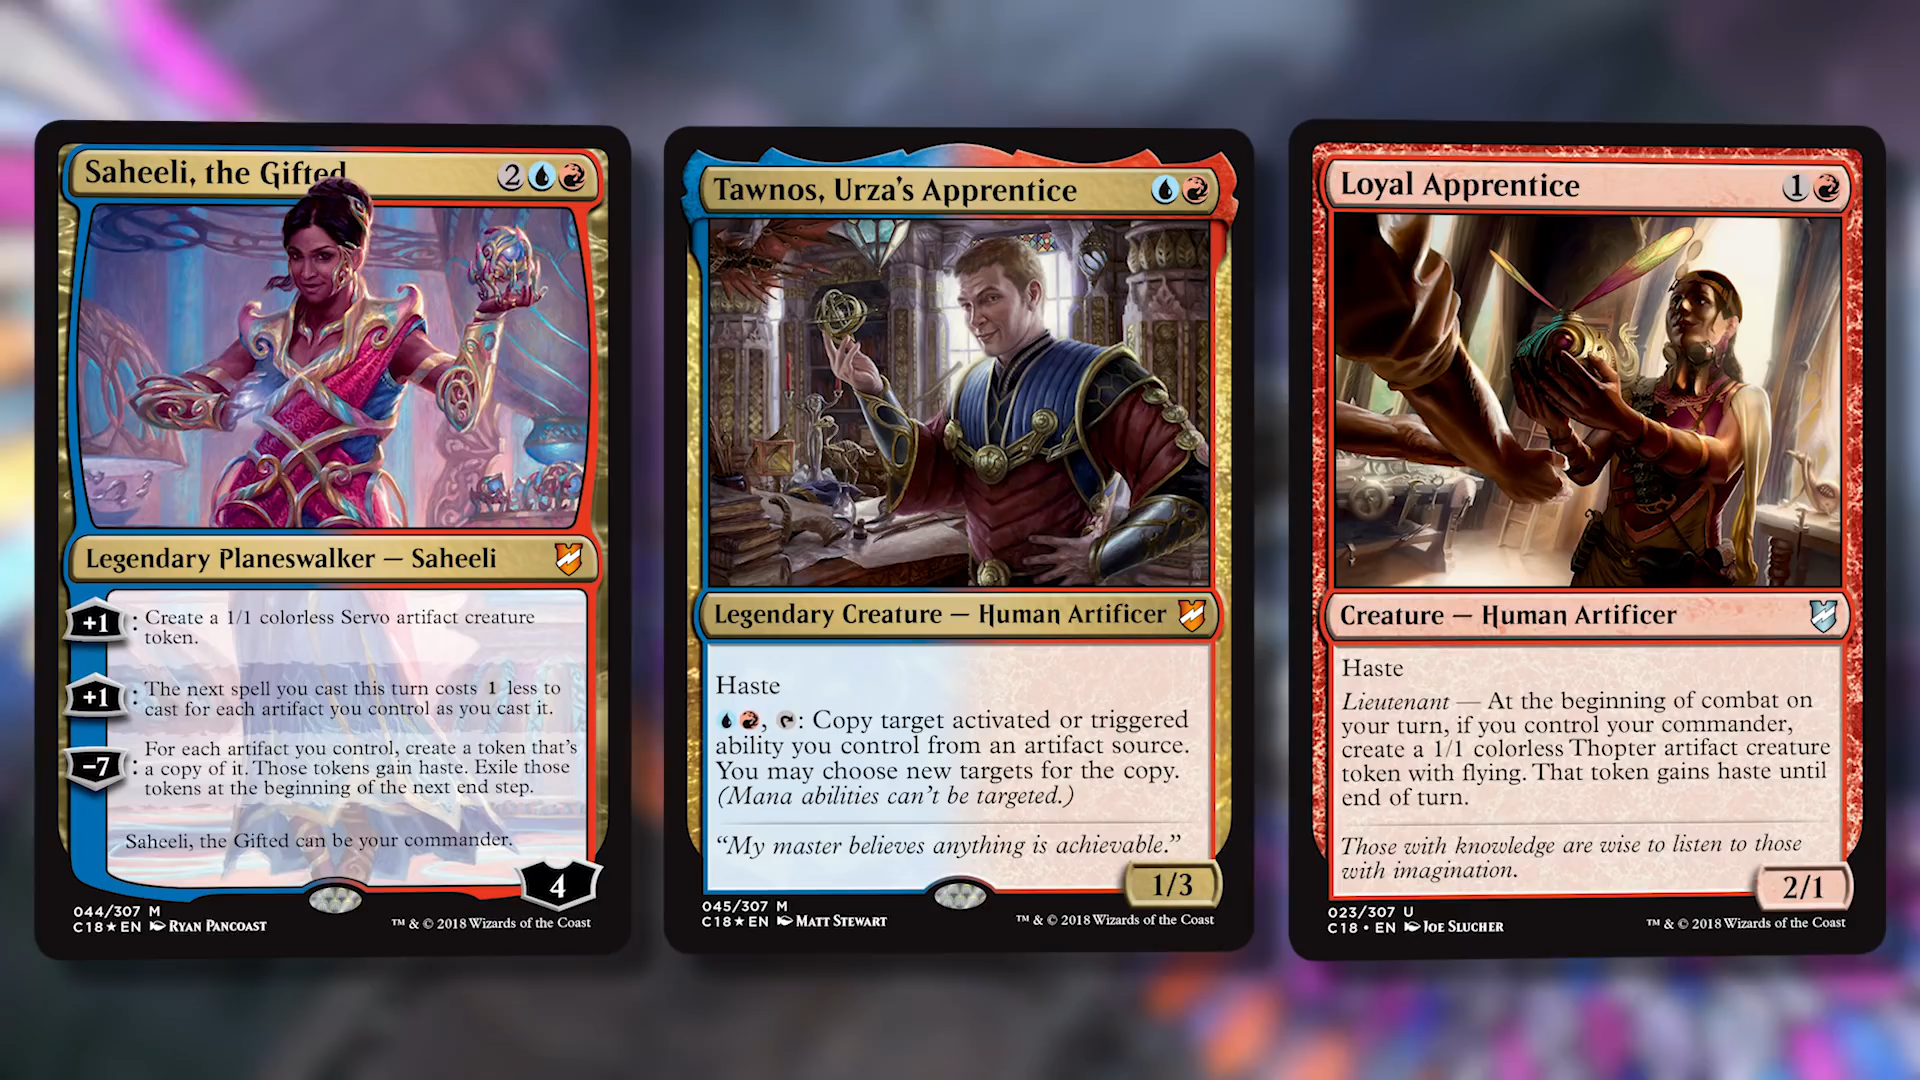 Saheeli, the Gifted 2
Legendary Planeswalker — Saheeli
+1 : Create a 1/1 colorless Servo artifact creature
token.
+1 : The next spell you cast this turn costs 1 less to
cast for each artifact you control as you cast it.
For each artifact you control, create a token that's
−7 : a copy of it. Those tokens gain haste. Exile those
tokens at the beginning of the next end step.
Saheeli, the Gifted can be your commander.
4
044/307 M
C18★EN RYAN PANCOAST
™ & © 2018 Wizards of the Coast
Tawnos, Urza's Apprentice
Legendary Creature — Human Artificer
Haste
, : Copy target activated or triggered
ability you control from an artifact source.
You may choose new targets for the copy.
(Mana abilities can't be targeted.)
“My master believes anything is achievable.”
1/3
045/307 M
C18★EN MATT STEWART
™ & © 2018 Wizards of the Coast
Loyal Apprentice 1
Creature — Human Artificer
Haste
Lieutenant — At the beginning of combat on
your turn, if you control your commander,
create a 1/1 colorless Thopter artifact creature
token with flying. That token gains haste until
end of turn.
Those with knowledge are wise to listen to those
with imagination.
2/1
023/307 U
C18 • EN JOE SLUCHER
™ & © 2018 Wizards of the Coast